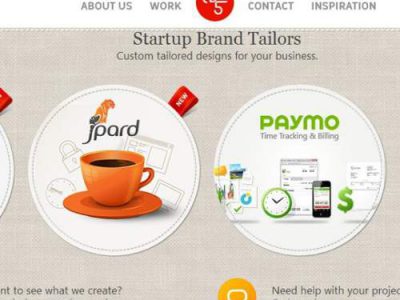 ABOUT US WORK CONTACT INSPIRATION
5
Startup Brand Tailors
Custom tailored designs for your business.
NEW
jpard
PAYMO
Time Tracking & Billing
$
nt to see what we create?
Need help with your projec